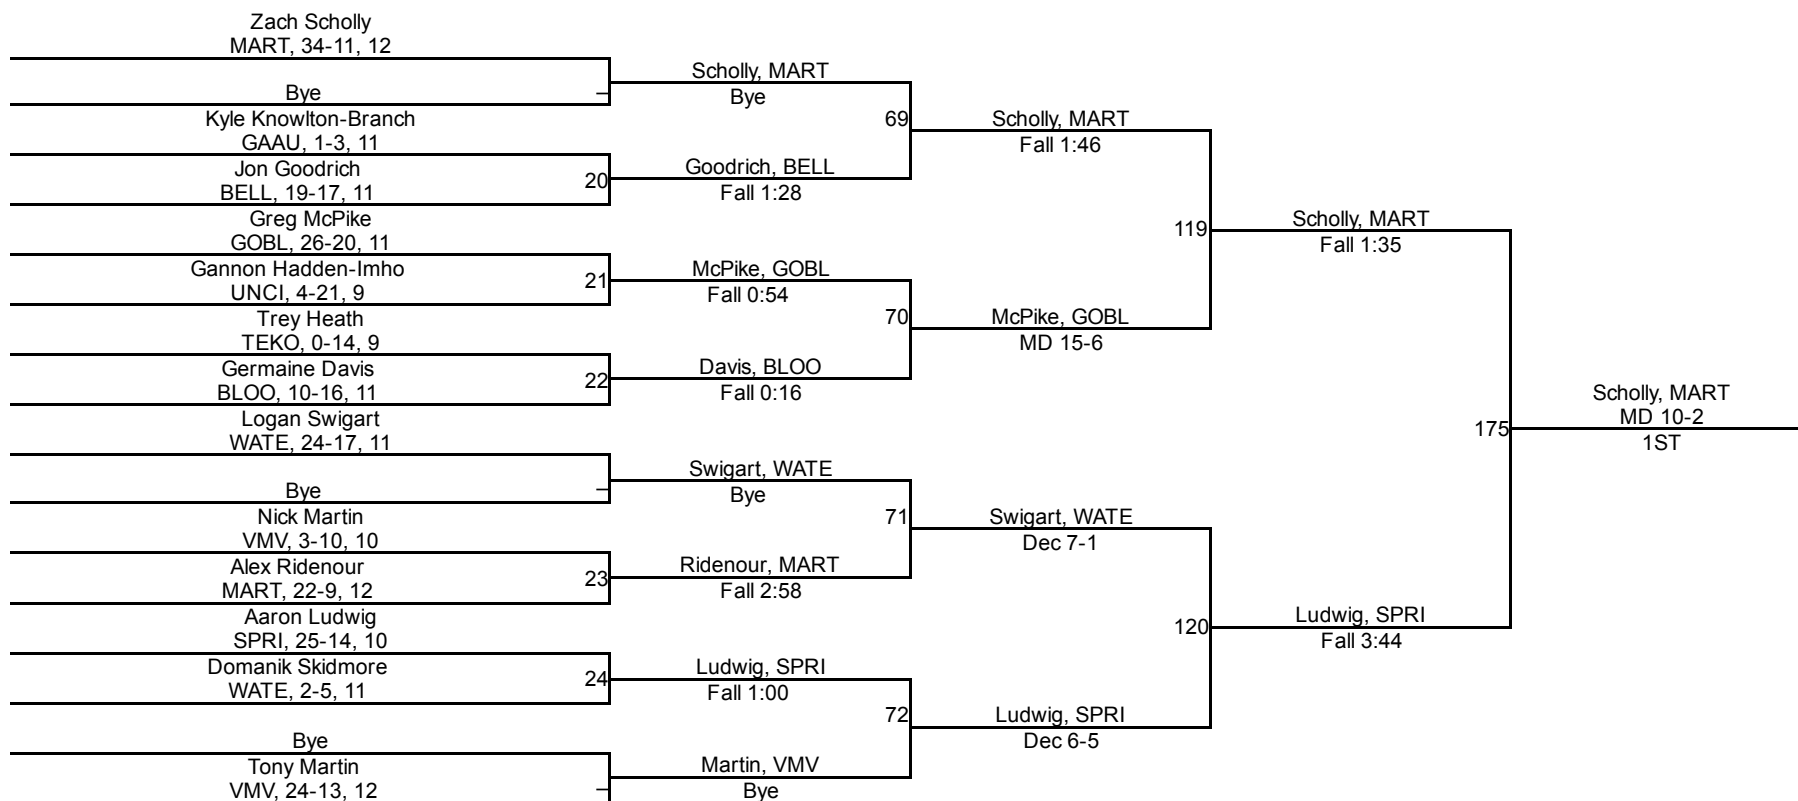 Zach Scholly
MART, 34-11, 12
Bye
Kyle Knowlton-Branch
GAAU, 1-3, 11
Jon Goodrich
BELL, 19-17, 11
Greg McPike
GOBL, 26-20, 11
Gannon Hadden-Imho
UNCI, 4-21, 9
Trey Heath
TEKO, 0-14, 9
Germaine Davis
BLOO, 10-16, 11
Logan Swigart
WATE, 24-17, 11
Bye
Nick Martin
VMV, 3-10, 10
Alex Ridenour
MART, 22-9, 12
Aaron Ludwig
SPRI, 25-14, 10
Domanik Skidmore
WATE, 2-5, 11
Bye
Tony Martin
VMV, 24-13, 12
20
21
22
23
24
Scholly, MART
Bye
Goodrich, BELL
Fall 1:28
McPike, GOBL
Fall 0:54
Davis, BLOO
Fall 0:16
Swigart, WATE
Bye
Ridenour, MART
Fall 2:58
Ludwig, SPRI
Fall 1:00
Martin, VMV
Bye
69
70
71
72
Scholly, MART
Fall 1:46
McPike, GOBL
MD 15-6
Swigart, WATE
Dec 7-1
Ludwig, SPRI
Dec 6-5
119
120
Scholly, MART
Fall 1:35
Ludwig, SPRI
Fall 3:44
175
Scholly, MART
MD 10-2
1ST